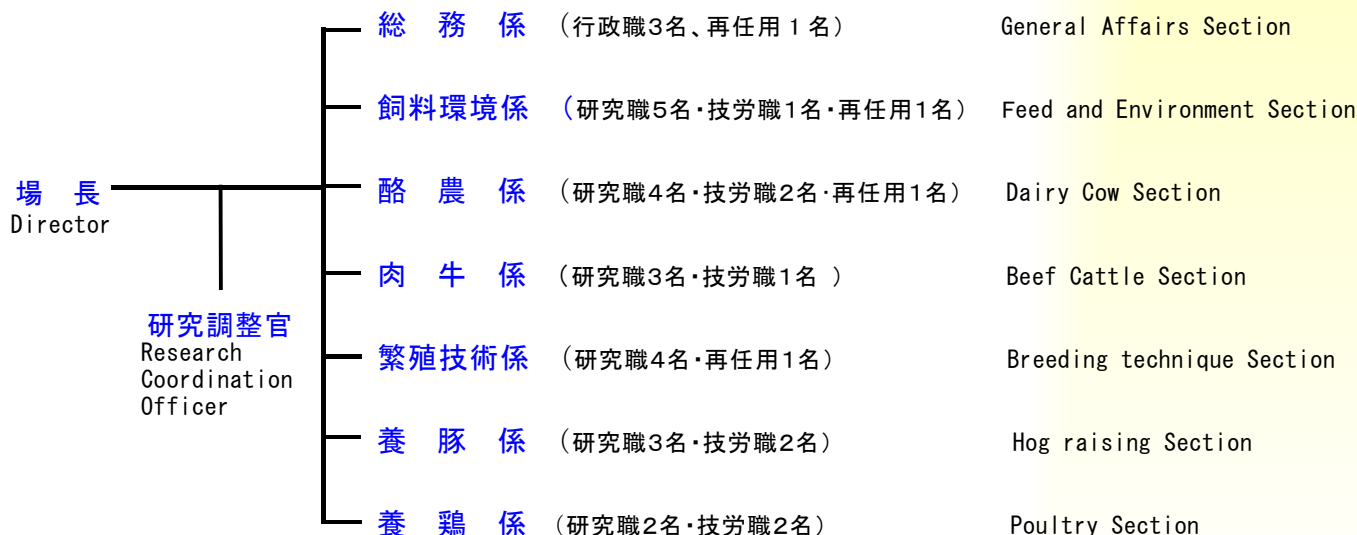 総 務 係 (行政職3名、再任用１名) General Affairs Section
飼料環境係 (研究職5名・技労職1名・再任用1名) Feed and Environment Section
酪 農 係 (研究職4名・技労職2名・再任用1名) Dairy Cow Section
場 長
Director
肉 牛 係 (研究職3名・技労職1名 ) Beef Cattle Section
研究調整官
Research
Coordination
Officer
繁殖技術係 (研究職4名・再任用1名) Breeding technique Section
養 豚 係 (研究職3名・技労職2名) Hog raising Section
養 鶏 係 (研究職2名・技労職2名) Poultry Section